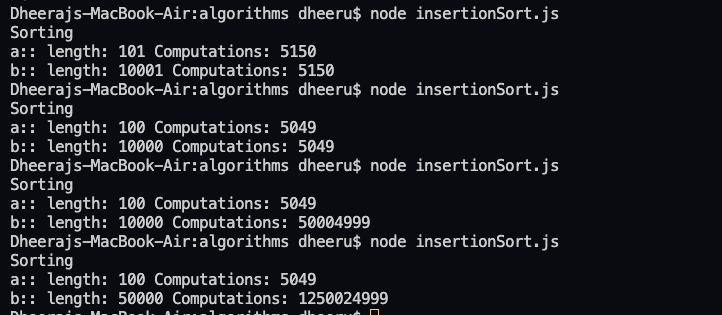 Dheerajs-MacBook-Air:algorithms dheeru$ node insertionSort.js
Sorting
a:: length: 101 Computations: 5150
b:: length: 10001 Computations: 5150
Dheerajs-MacBook-Air:algorithms dheeru$ node insertionSort.js
Sorting
a:: length: 100 Computations: 5049
b:: length: 10000 Computations: 5049
Dheerajs-MacBook-Air:algorithms dheeru$ node insertionSort.js
Sorting
a:: length: 100 Computations: 5049
b:: length: 10000 Computations: 50004999
Dheerajs-MacBook-Air:algorithms dheeru$ node insertionSort.js
Sorting
a:: length: 100 Computations: 5049
b:: length: 50000 Computations: 1250024999
Dheerajs-MacBook-Air:algorithms dheeru$